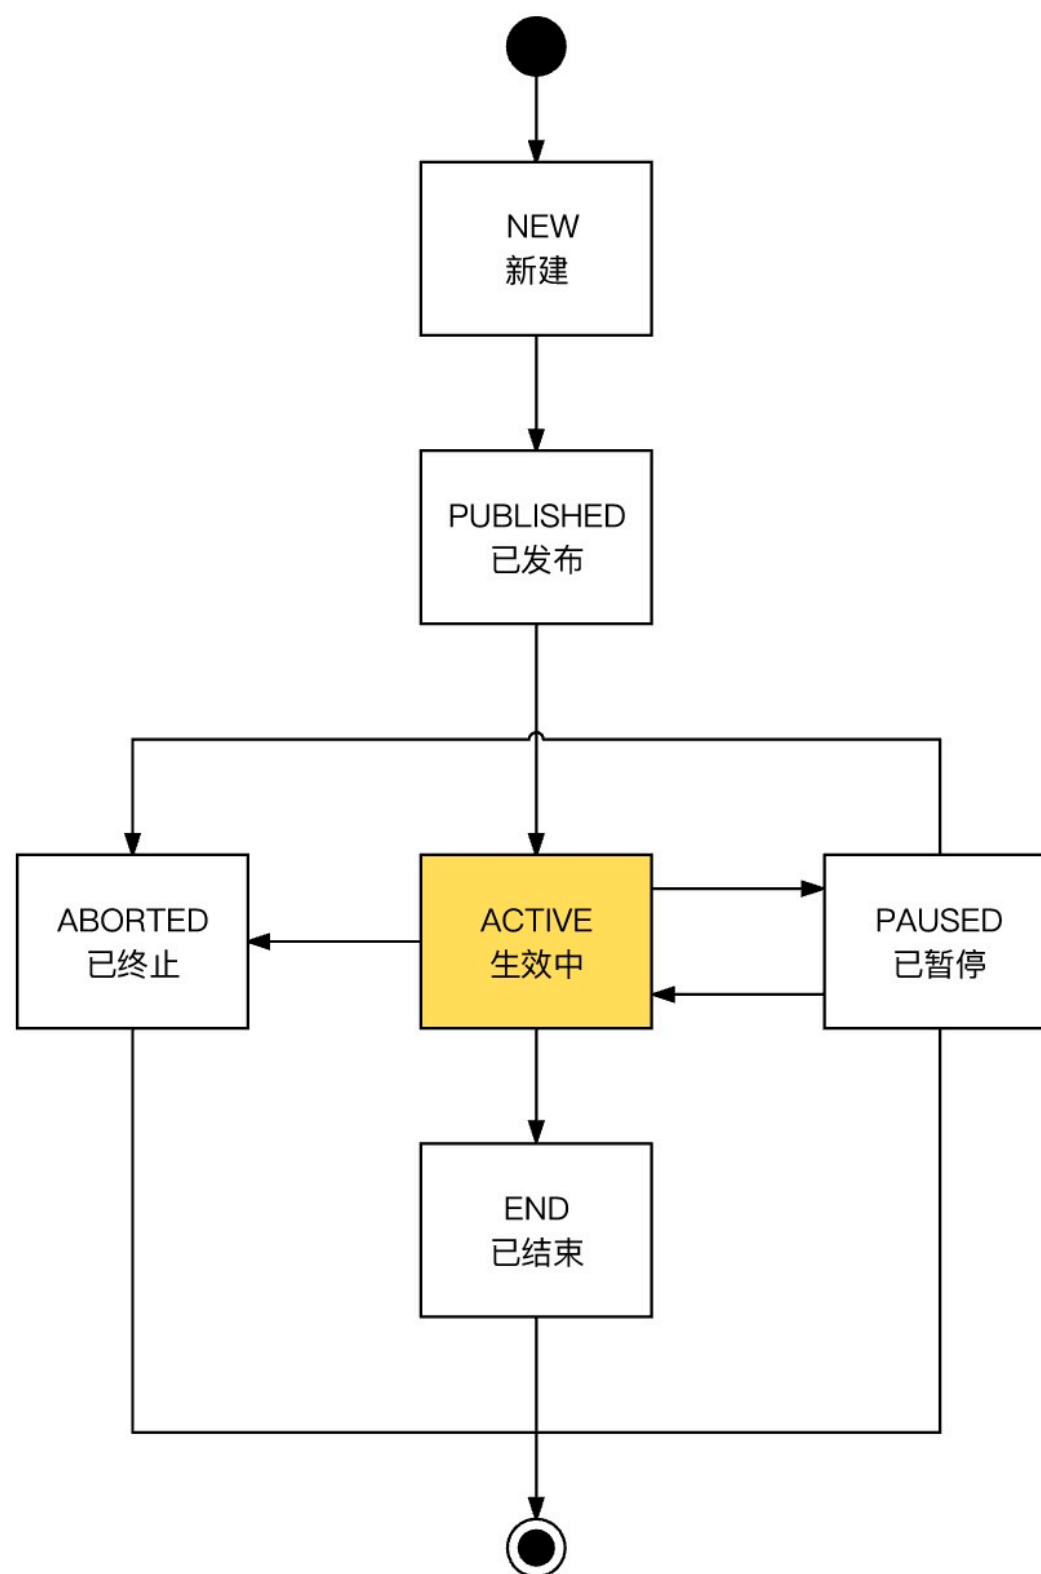 NEW
新建
PUBLISHED
已发布
ABORTED
已终止
ACTIVE
生效中
PAUSED
已暂停
END
已结束